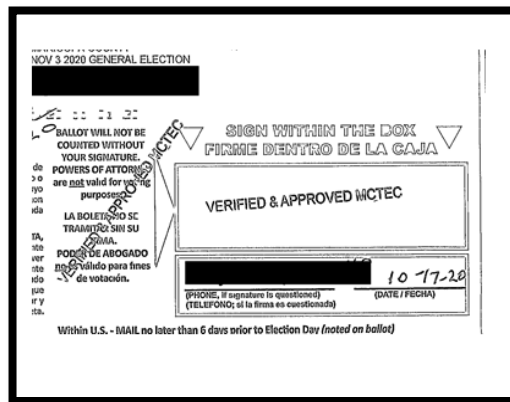 MARICOPA COUNTY
NOV 3 2020 GENERAL ELECTION
BALLOT WILL NOT BE
COUNTED WITHOUT
YOUR SIGNATURE.
POWERS OF ATTORNEY
are not valid for voting
purposes.
LA BOLETA NO SE
TRAMITA SIN SU
FIRMA.
PODER DE ABOGADO
no es válido para fines
de votación.
VERIFIED & APPROVED MCTEC
SIGN WITHIN THE BOX
FIRME DENTRO DE LA CAJA
VERIFIED & APPROVED MCTEC
10-17-20
(PHONE, if signature is questioned)
(DATE / FECHA)
(TELEFONO; si la firma es cuestionada)
Within U.S. - MAIL no later than 6 days prior to Election Day (noted on ballot)